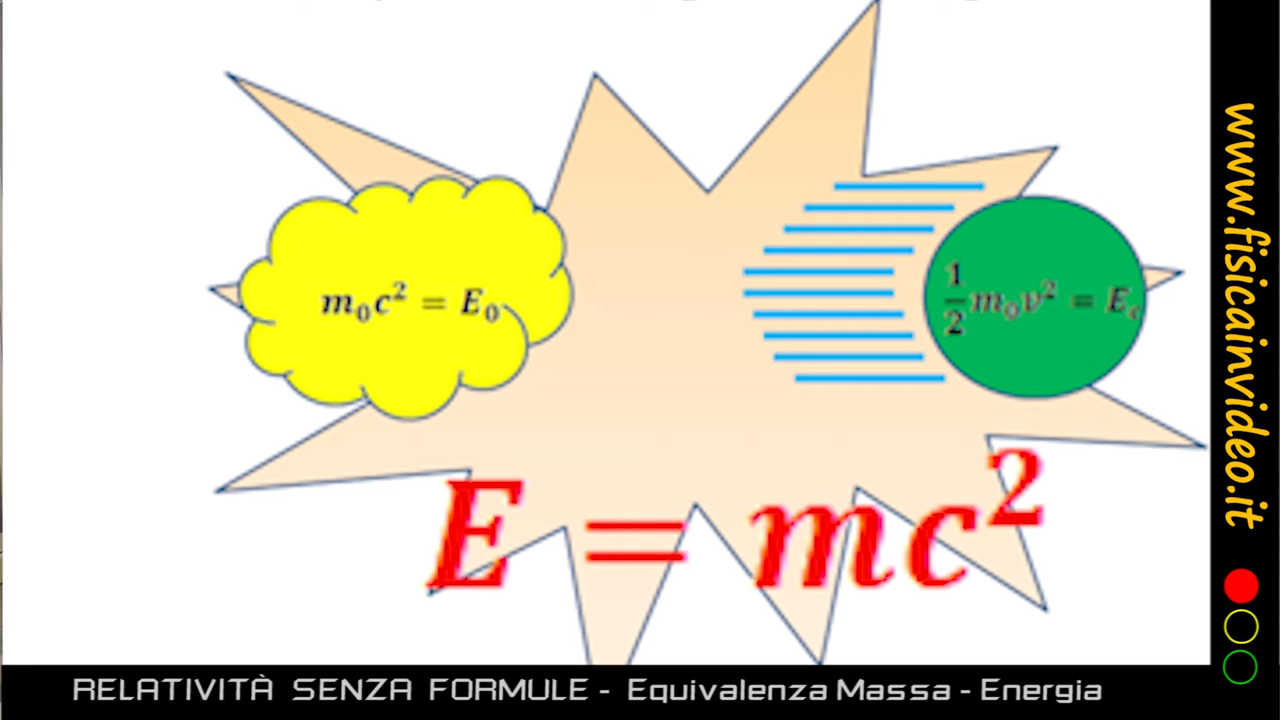 m₀c² = E₀
½m₀v² = E꜀
E = mc²
www.fisicainvideo.it
RELATIVITÀ SENZA FORMULE - Equivalenza Massa - Energia